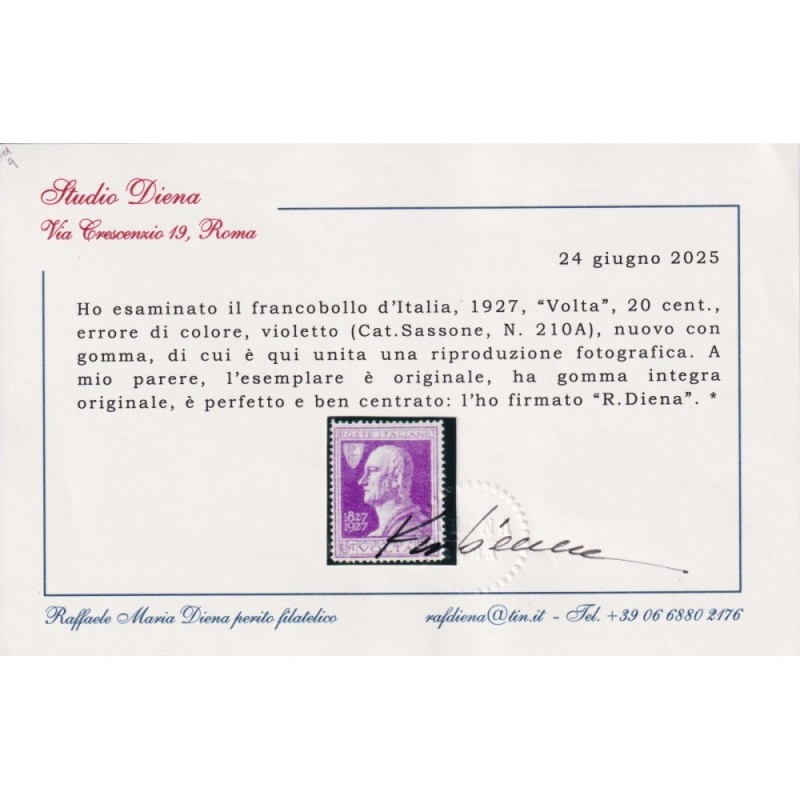 Studio Diena
Via Crescenzio 19, Roma
24 giugno 2025
Ho esaminato il francobollo d'Italia, 1927, “Volta”, 20 cent.,
errore di colore, violetto (Cat.Sassone, N. 210A), nuovo con
gomma, di cui è qui unita una riproduzione fotografica. A
mio parere, l'esemplare è originale, ha gomma integra
originale, è perfetto e ben centrato: l'ho firmato “R.Diena”. *
POSTE ITALIANE
1827
1927
VOLTA
Raffaele Maria Diena perito filatelico
rafdiena@tin.it - Tel. +39 06 6880 2176